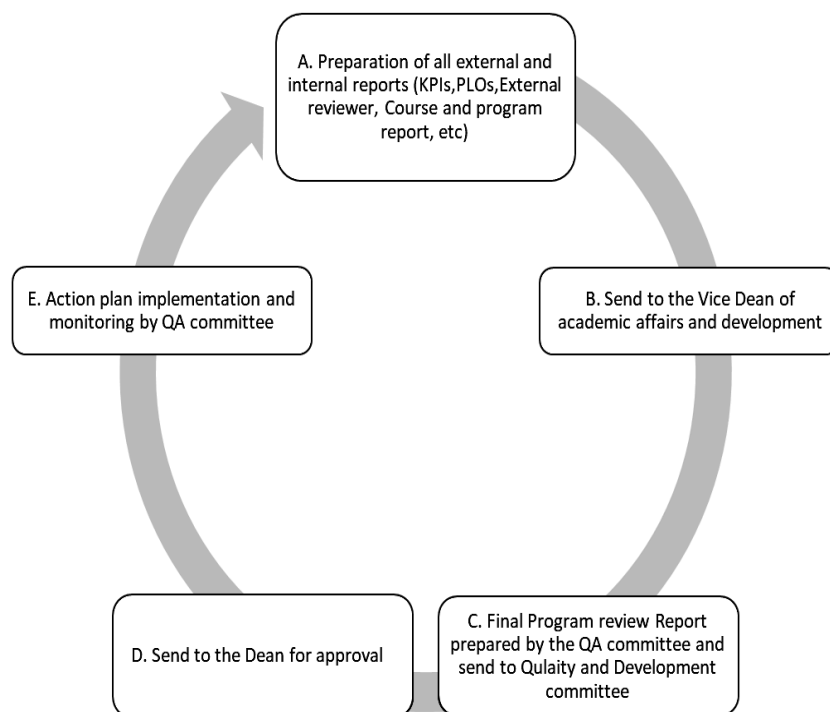 A. Preparation of all external and
internal reports (KPIs,PLOs,External
reviewer, Course and program
report, etc)
B. Send to the Vice Dean of
academic affairs and development
C. Final Program review Report
prepared by the QA committee and
send to Qulaity and Development
committee
D. Send to the Dean for approval
E. Action plan implementation and
monitoring by QA committee